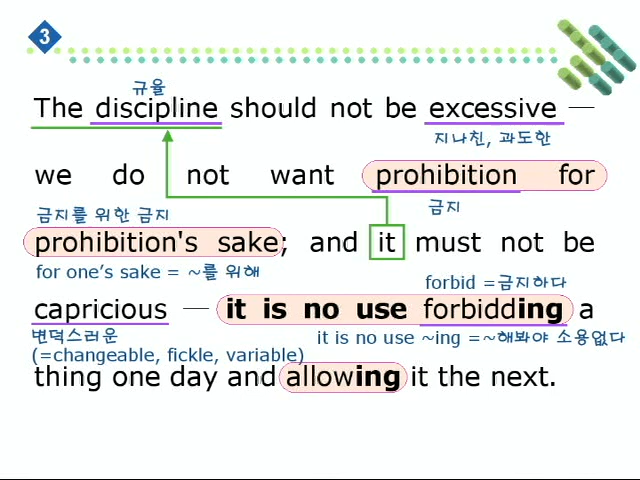 3
규율
The discipline should not be excessive —
지나친, 과도한
we do not want prohibition for
금지를 위한 금지 금지
prohibition's sake; and it must not be
for one's sake = ~를 위해 forbid =금지하다
capricious — it is no use forbidding a
변덕스러운 it is no use ~ing =~해봐야 소용없다
(=changeable, fickle, variable)
thing one day and allowing it the next.